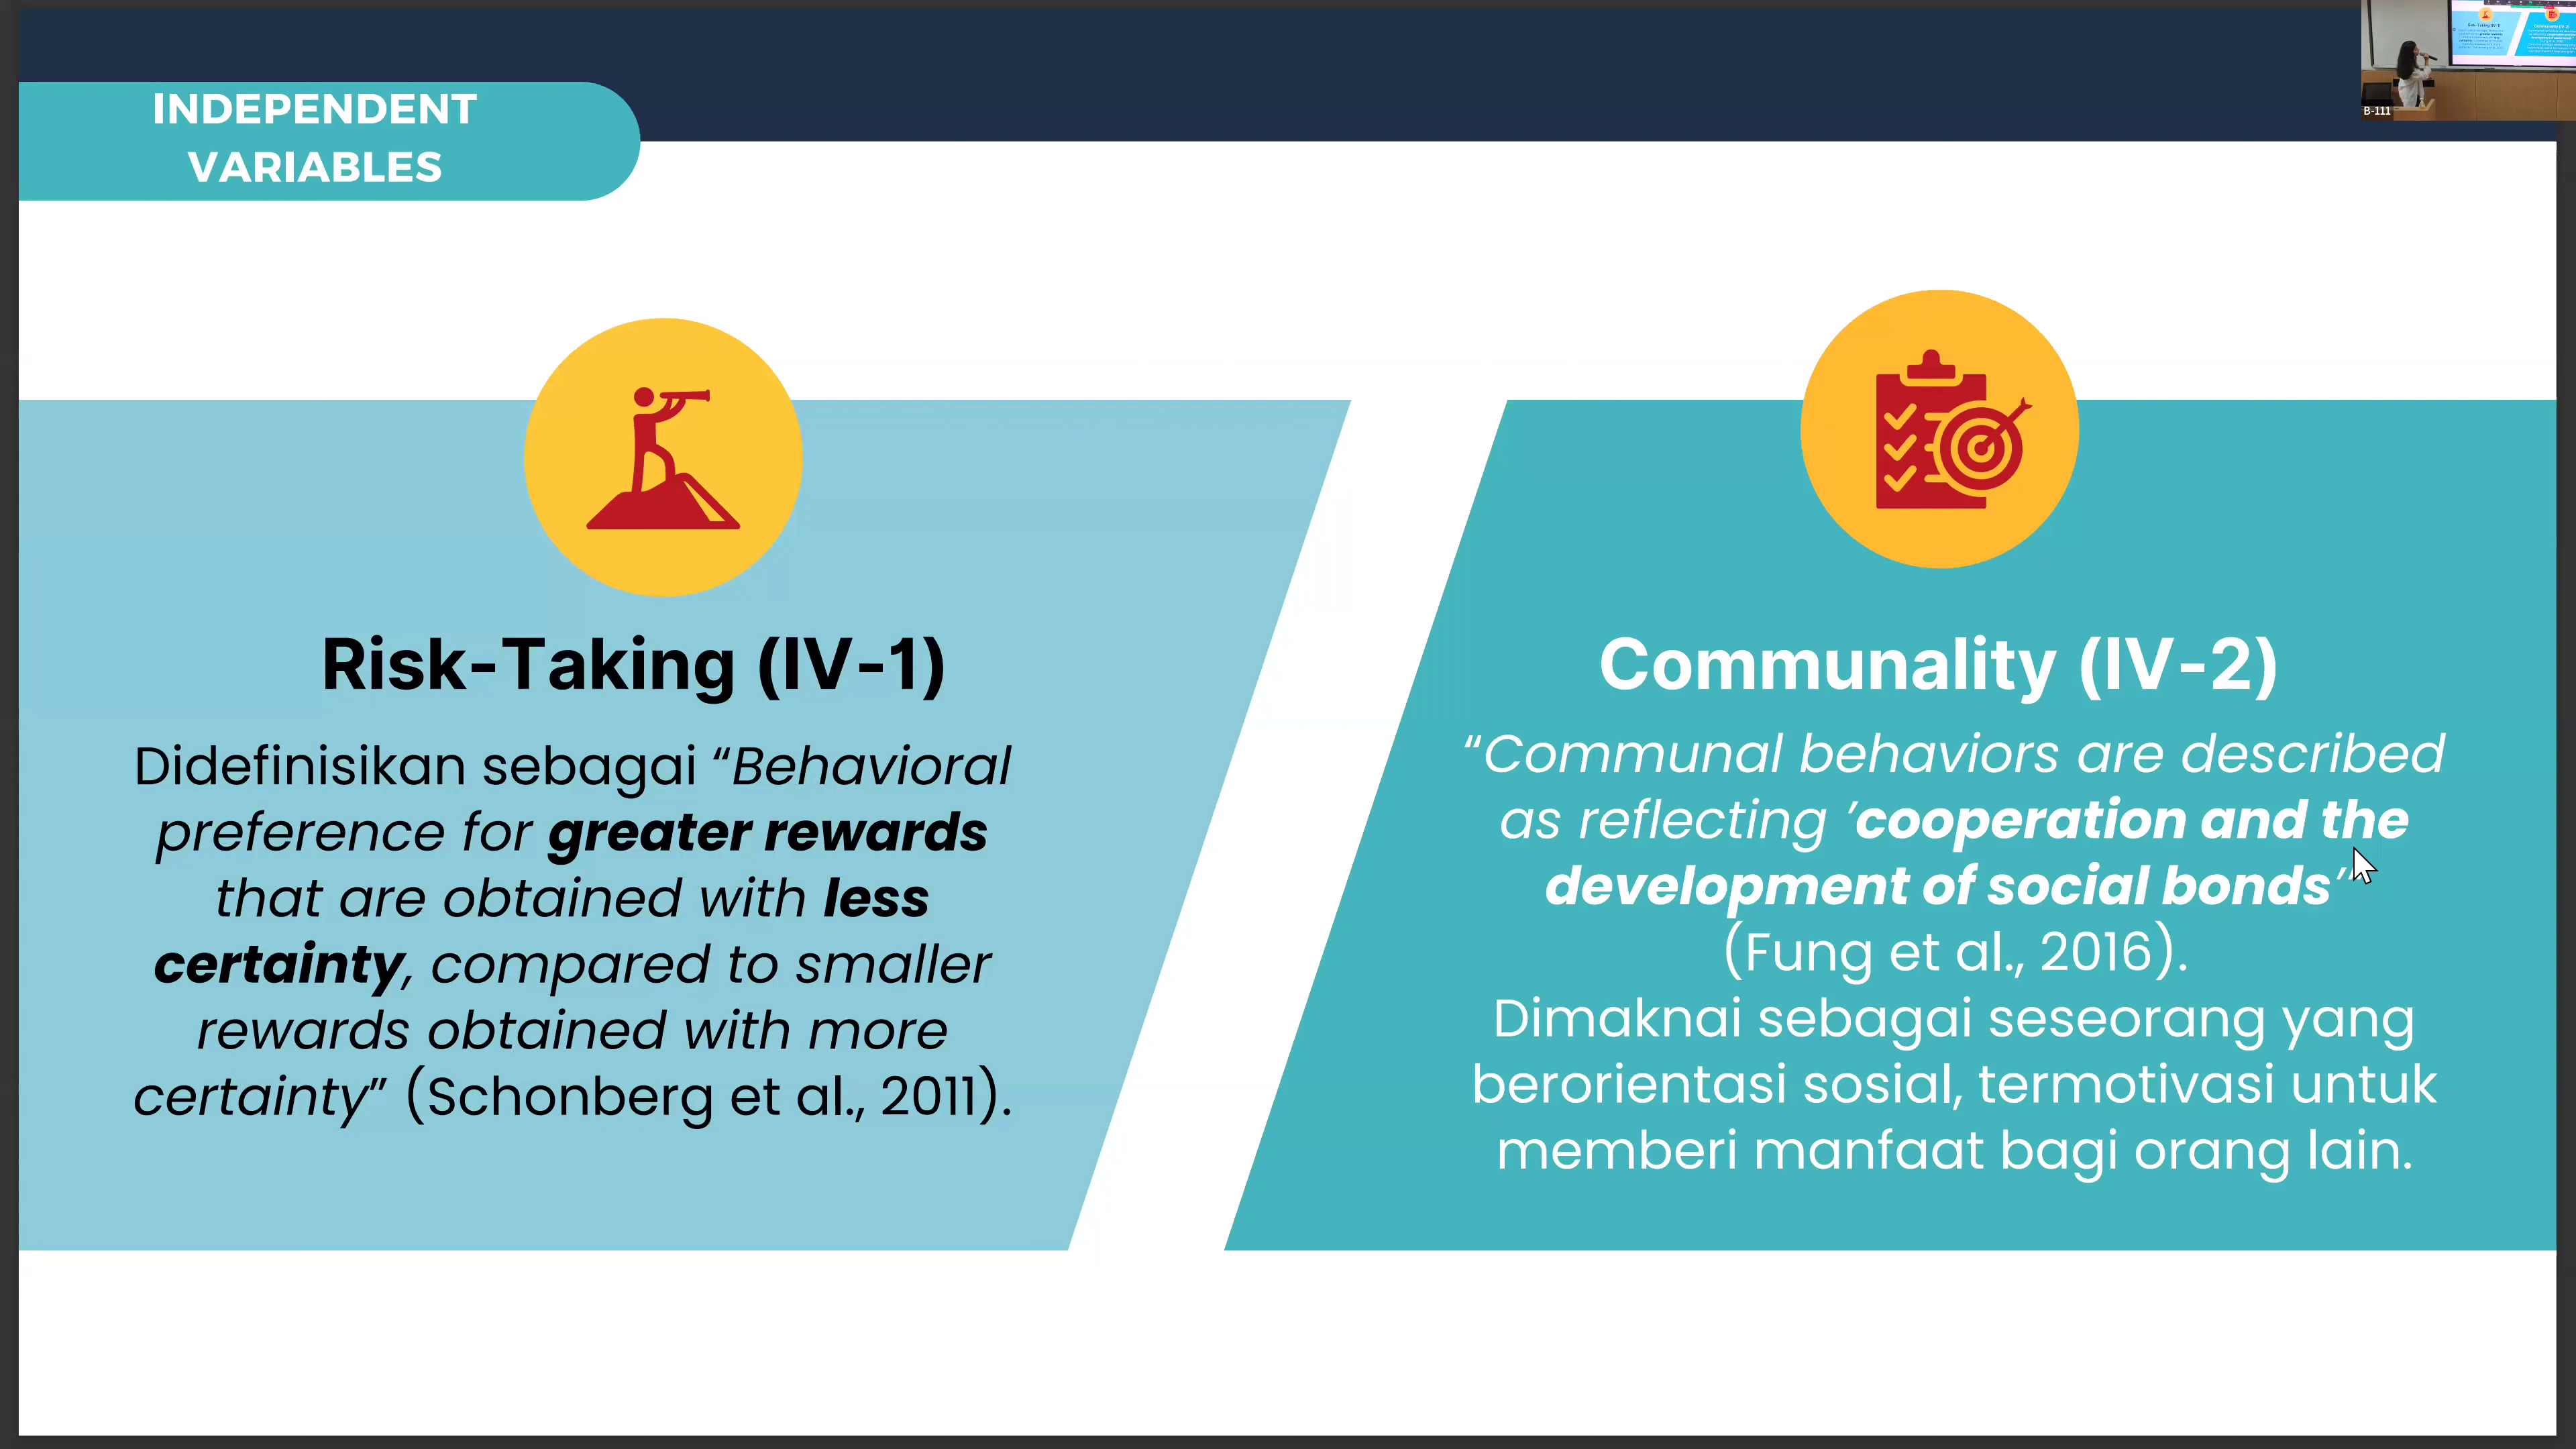 INDEPENDENT
VARIABLES
B-111
Risk-Taking (IV-1)
Didefinisikan sebagai “Behavioral
preference for greater rewards
that are obtained with less
certainty, compared to smaller
rewards obtained with more
certainty” (Schonberg et al., 2011).
Communality (IV-2)
“Communal behaviors are described
as reflecting ’cooperation and the
development of social bonds’”
(Fung et al., 2016).
Dimaknai sebagai seseorang yang
berorientasi sosial, termotivasi untuk
memberi manfaat bagi orang lain.